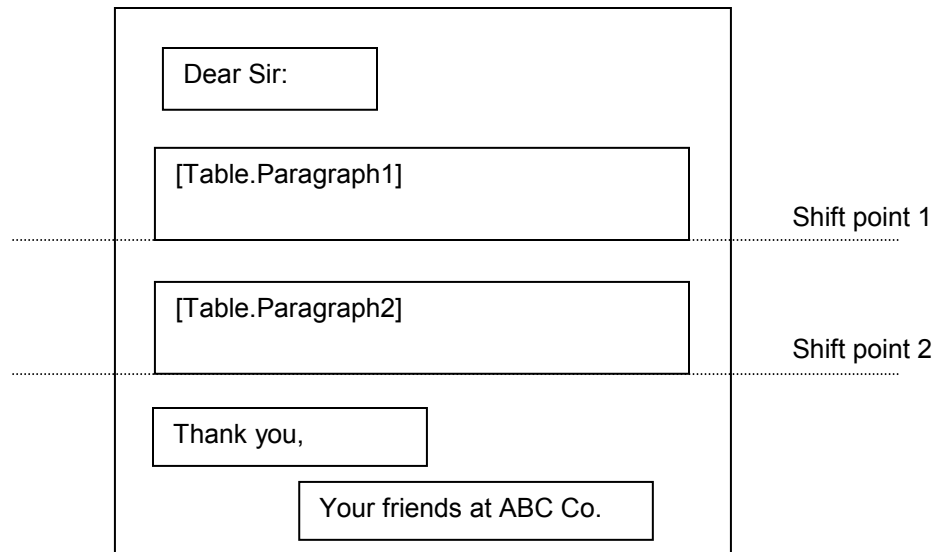 Dear Sir:
[Table.Paragraph1]
Shift point 1
[Table.Paragraph2]
Shift point 2
Thank you,
Your friends at ABC Co.